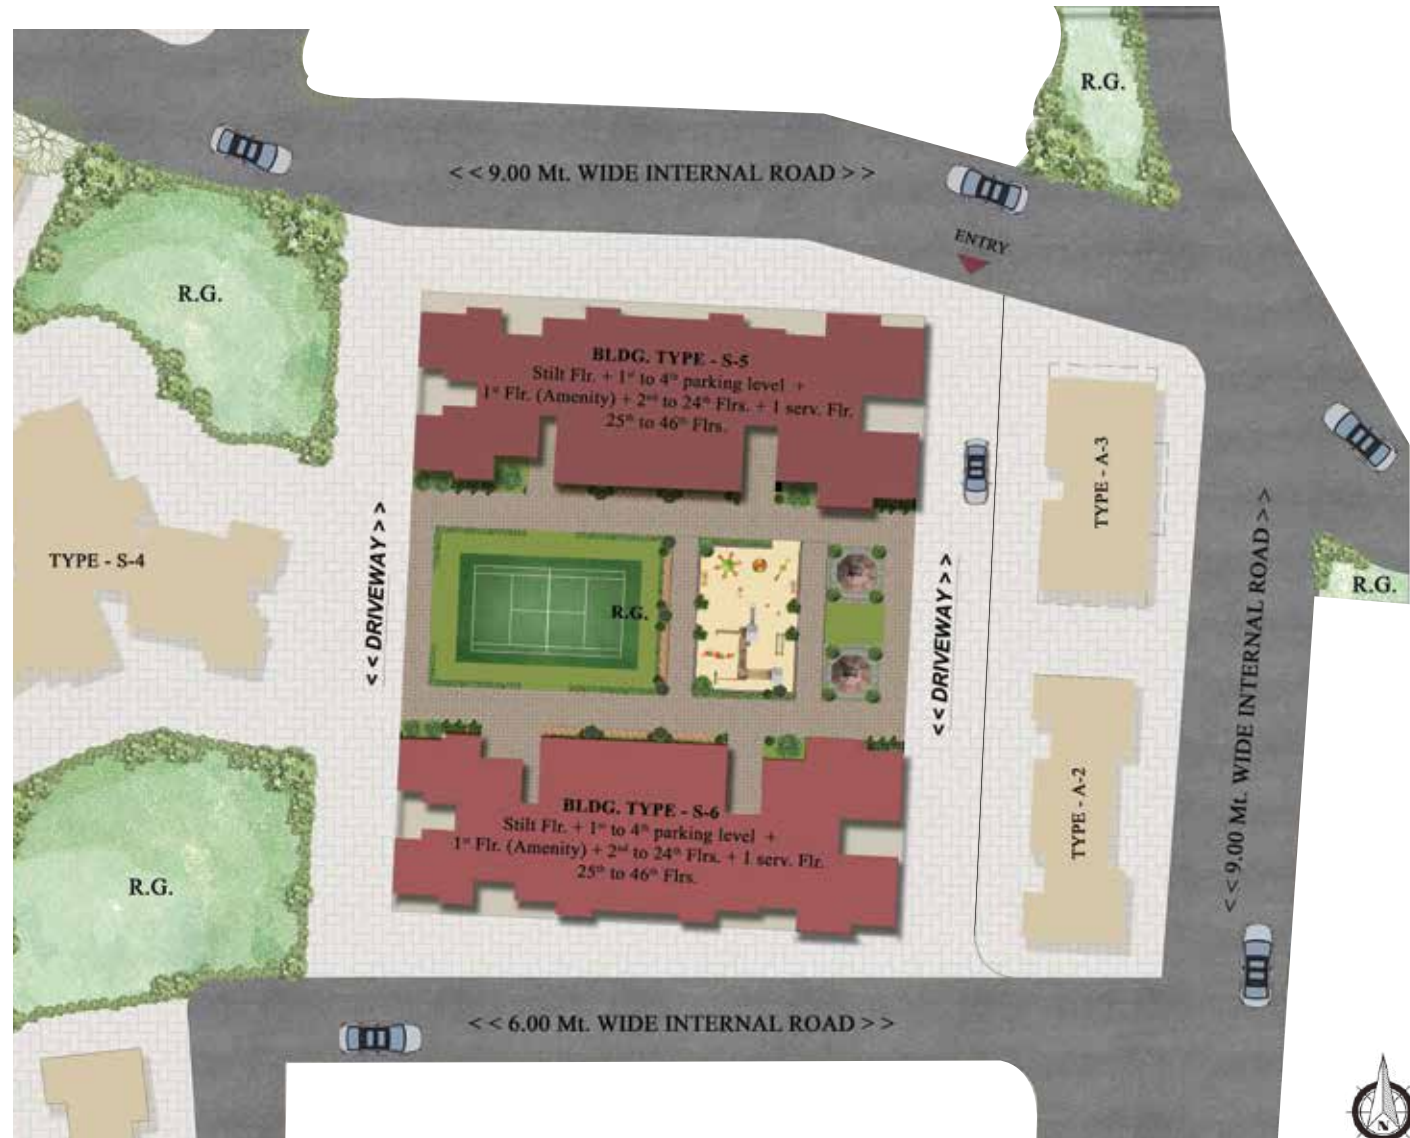 R.G.
<< 9.00 Mt. WIDE INTERNAL ROAD >>
ENTRY
R.G.
BLDG. TYPE - S-5
Stilt Flr. + 1st to 4th parking level +
1st Flr. (Amenity) + 2nd to 24th Flrs. + 1 serv. Flr.
25th to 46th Flrs.
TYPE - A-3
TYPE - S-4
<< DRIVEWAY >>
R.G.
<< DRIVEWAY >>
<< 9.00 Mt. WIDE INTERNAL ROAD >>
R.G.
BLDG. TYPE - S-6
Stilt Flr. + 1st to 4th parking level +
1st Flr. (Amenity) + 2nd to 24th Flrs. + 1 serv. Flr.
25th to 46th Flrs.
TYPE - A-2
R.G.
<< 6.00 Mt. WIDE INTERNAL ROAD >>
N